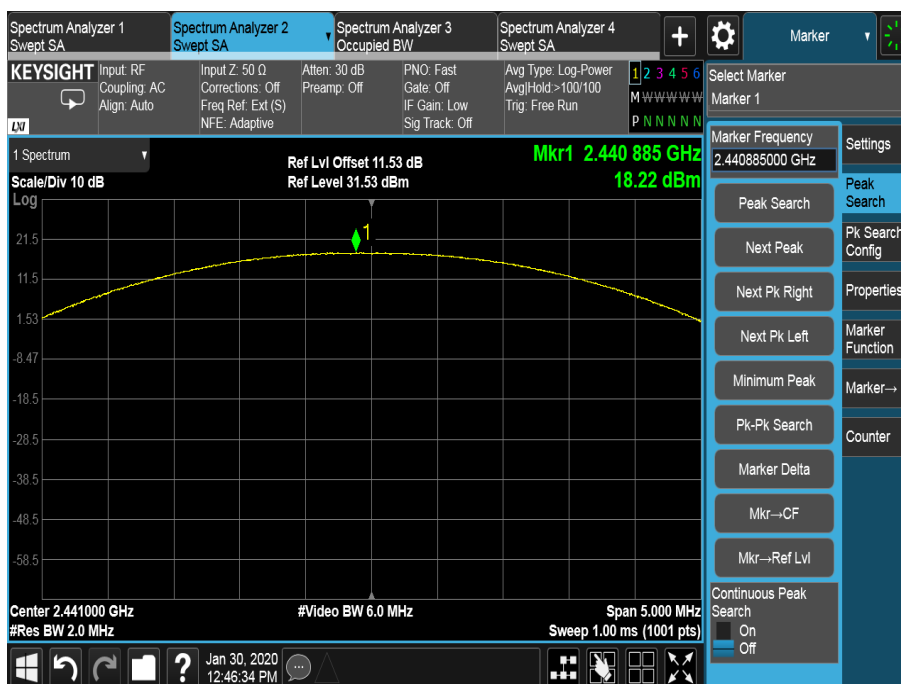 Spectrum Analyzer 1
Swept SA
Spectrum Analyzer 2
Swept SA
Spectrum Analyzer 3
Occupied BW
Spectrum Analyzer 4
Swept SA
+
Marker
KEYSIGHT
LXI
Input: RF
Coupling: AC
Align: Auto
Input Z: 50 Ω
Corrections: Off
Freq Ref: Ext (S)
NFE: Adaptive
Atten: 30 dB
Preamp: Off
PNO: Fast
Gate: Off
IF Gain: Low
Sig Track: Off
Avg Type: Log-Power
Avg|Hold:>100/100
Trig: Free Run
1 2 3 4 5 6
M W W W W W
P N N N N N
Select Marker
Marker 1
1 Spectrum
Scale/Div 10 dB
Ref Lvl Offset 11.53 dB
Ref Level 31.53 dBm
Mkr1 2.440 885 GHz
18.22 dBm
Log
1
21.5
11.5
1.53
-8.47
-18.5
-28.5
-38.5
-48.5
-58.5
Center 2.441000 GHz
#Res BW 2.0 MHz
#Video BW 6.0 MHz
Span 5.000 MHz
Sweep 1.00 ms (1001 pts)
Marker Frequency
2.440885000 GHz
Peak Search
Next Peak
Next Pk Right
Next Pk Left
Minimum Peak
Pk-Pk Search
Marker Delta
Mkr→CF
Mkr→Ref Lvl
Continuous Peak
Search
On
Off
Settings
Peak
Search
Pk Search
Config
Properties
Marker
Function
Marker→
Counter
?
Jan 30, 2020
12:46:34 PM